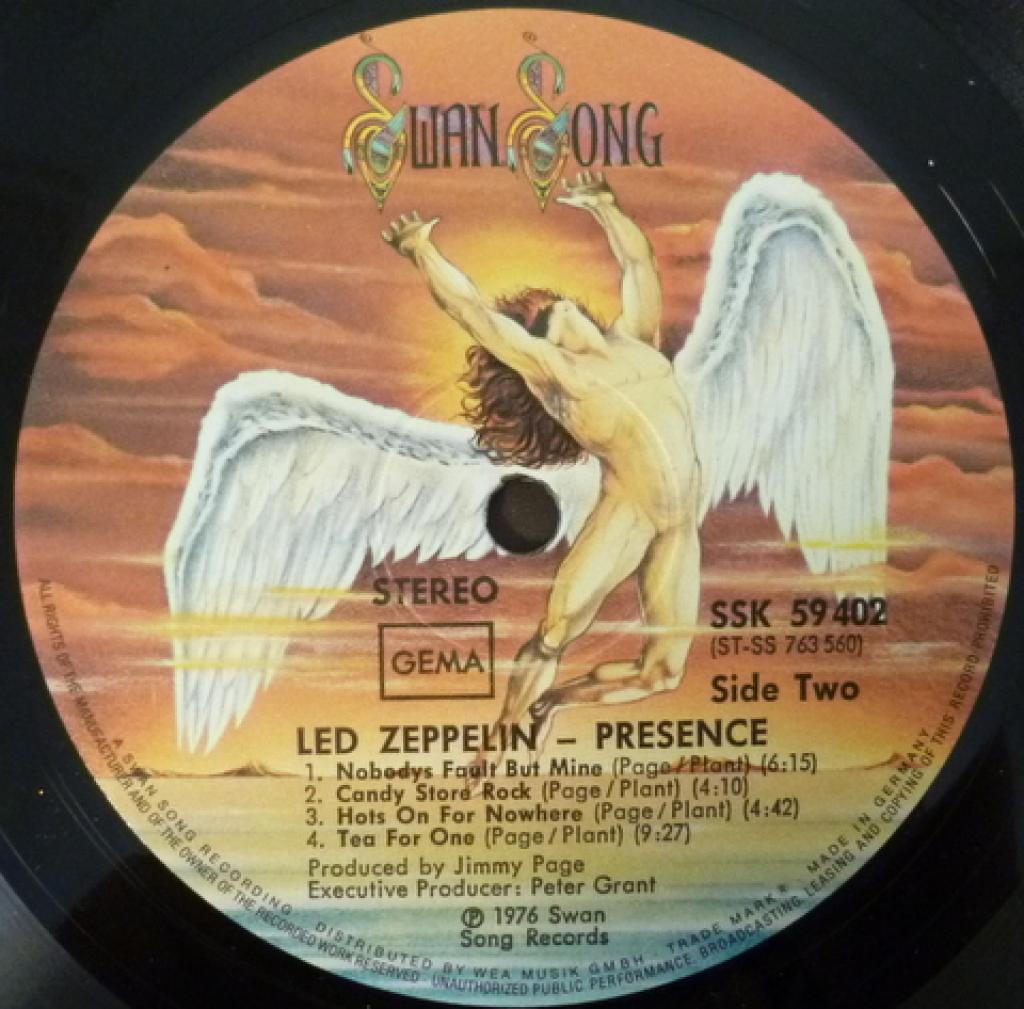 SWAN SONG
STEREO
GEMA
SSK 59 402
(ST-SS 763 560)
Side Two
LED ZEPPELIN – PRESENCE
1. Nobodys Fault But Mine (Page/Plant) (6:15)
2. Candy Store Rock (Page/Plant) (4:10)
3. Hots On For Nowhere (Page/Plant) (4:42)
4. Tea For One (Page/Plant) (9:27)
Produced by Jimmy Page
Executive Producer: Peter Grant
℗ 1976 Swan
Song Records
A SWAN SONG RECORDING DISTRIBUTED BY WEA MUSIK GMBH TRADE MARK ® MADE IN GERMANY
ALL RIGHTS OF THE MANUFACTURER AND OF THE OWNER OF THE RECORDED WORK RESERVED · UNAUTHORIZED PUBLIC PERFORMANCE, BROADCASTING, LEASING AND COPYING OF THIS RECORD PROHIBITED